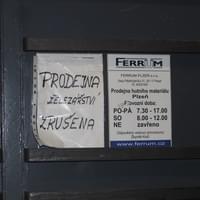 PRODEJNA
ŽELEZÁŘSTVÍ
ZRUŠENA
FERRUM
FERRUM PLZEŇ s.r.o.
Prodejna hutního materiálu
Plzeň
Provozní doba:
PO-PÁ 7.30 - 17.00
SO 8.00 - 12.00
NE zavřeno
www.ferrum.cz